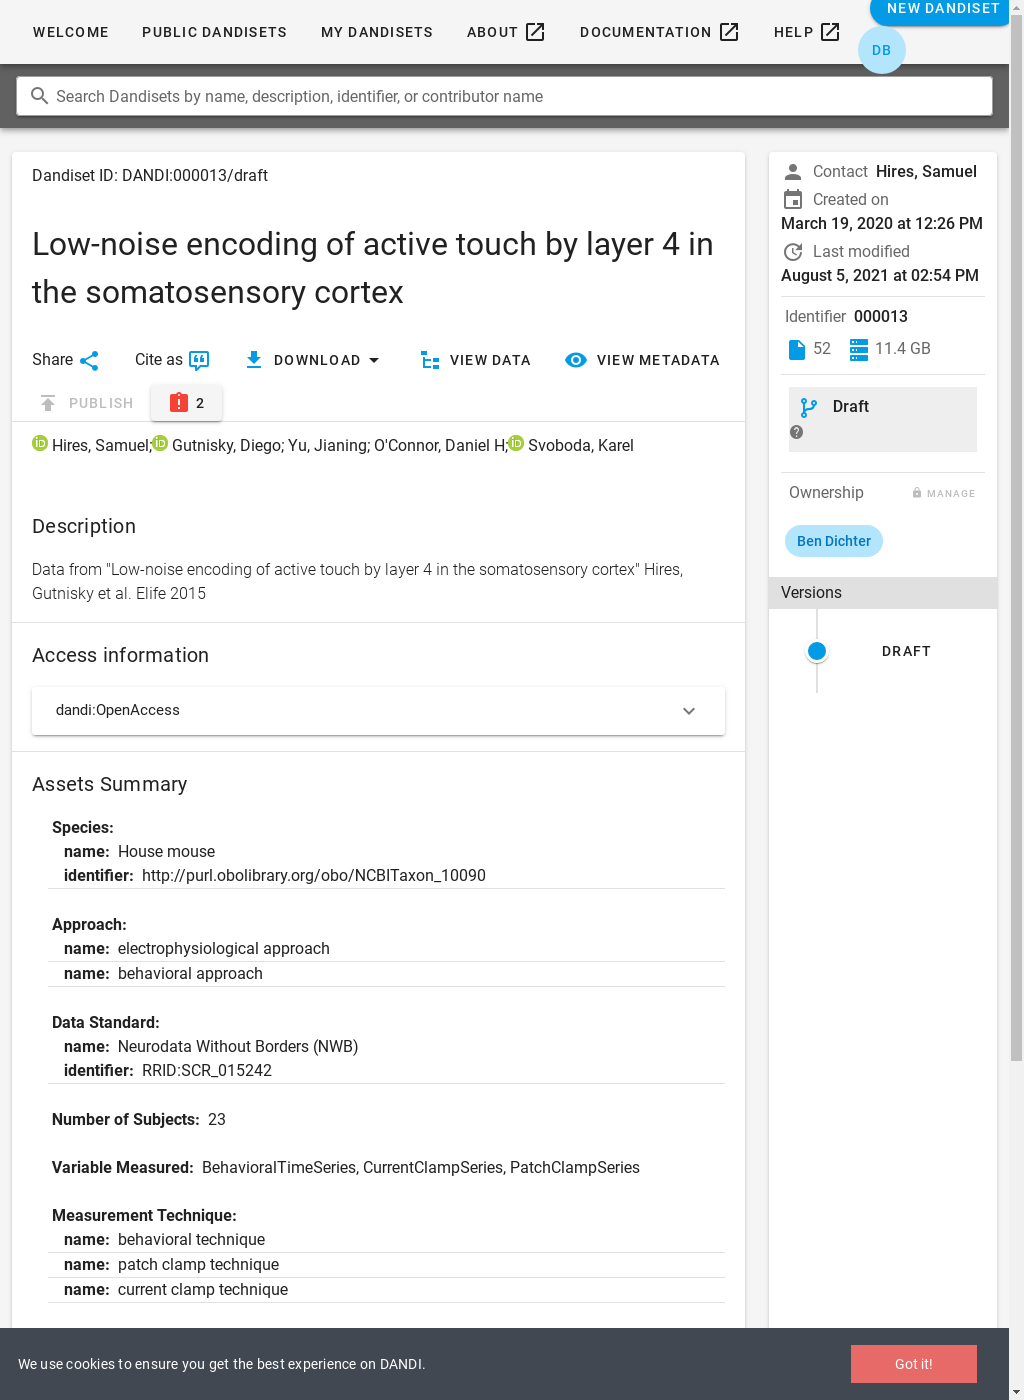 WELCOME PUBLIC DANDISETS MY DANDISETS ABOUT DOCUMENTATION HELP NEW DANDISET
DB
Search Dandisets by name, description, identifier, or contributor name
Dandiset ID: DANDI:000013/draft
Low-noise encoding of active touch by layer 4 in
the somatosensory cortex
Share Cite as DOWNLOAD VIEW DATA VIEW METADATA
PUBLISH 2
Hires, Samuel; Gutnisky, Diego; Yu, Jianing; O'Connor, Daniel H; Svoboda, Karel
Description
Data from "Low-noise encoding of active touch by layer 4 in the somatosensory cortex" Hires,
Gutnisky et al. Elife 2015
Access information
dandi:OpenAccess
Assets Summary
Species:
name: House mouse
identifier: http://purl.obolibrary.org/obo/NCBITaxon_10090
Approach:
name: electrophysiological approach
name: behavioral approach
Data Standard:
name: Neurodata Without Borders (NWB)
identifier: RRID:SCR_015242
Number of Subjects: 23
Variable Measured: BehavioralTimeSeries, CurrentClampSeries, PatchClampSeries
Measurement Technique:
name: behavioral technique
name: patch clamp technique
name: current clamp technique
Contact Hires, Samuel
Created on
March 19, 2020 at 12:26 PM
Last modified
August 5, 2021 at 02:54 PM
Identifier 000013
52 11.4 GB
Draft
Ownership MANAGE
Ben Dichter
Versions
DRAFT
We use cookies to ensure you get the best experience on DANDI.
Got it!